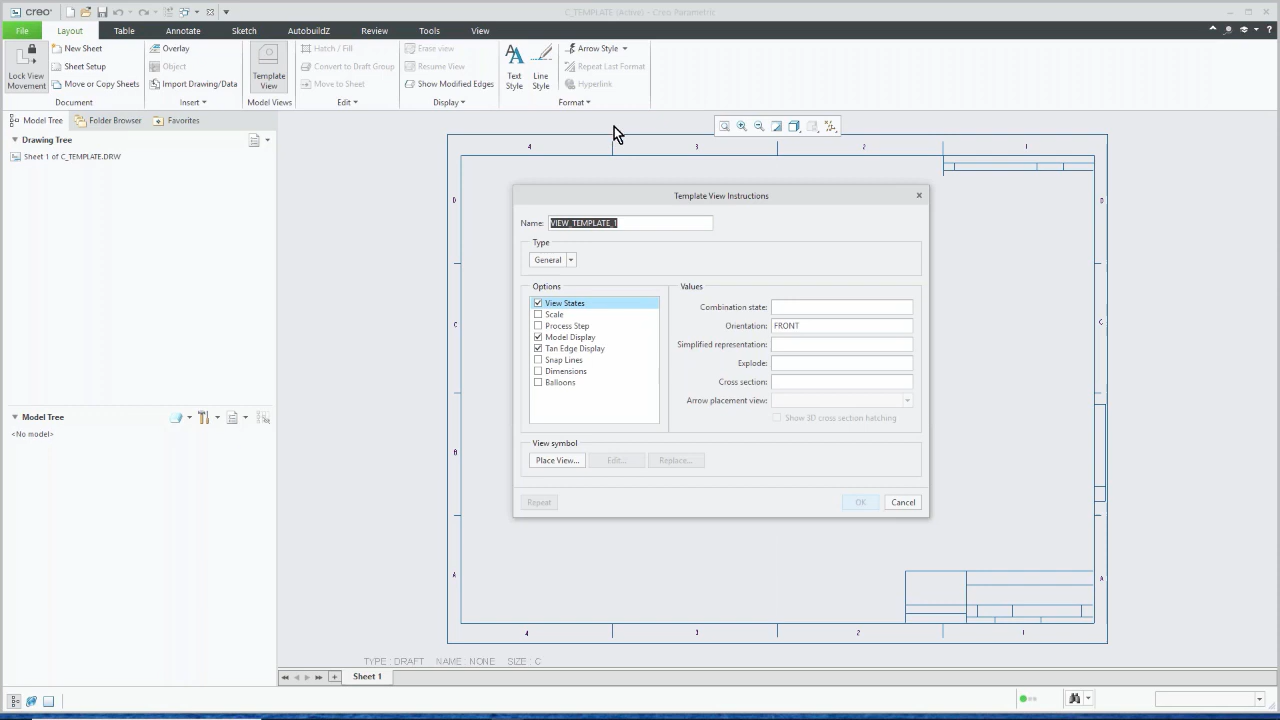 creo
C_TEMPLATE (Active) - Creo Parametric
File Layout Table Annotate Sketch AutobuildZ Review Tools View
Lock View Movement
New Sheet
Sheet Setup
Move or Copy Sheets
Document
Overlay
Object
Import Drawing/Data
Insert
Template View
Model Views
Hatch / Fill
Convert to Draft Group
Move to Sheet
Edit
Erase view
Resume View
Show Modified Edges
Display
Text Style
Line Style
Arrow Style
Repeat Last Format
Hyperlink
Format
Model Tree Folder Browser Favorites
Drawing Tree
Sheet 1 of C_TEMPLATE.DRW
Model Tree
<No model>
4 3 2 1
D D
C C
B
A A
4 3 2 1
Template View Instructions
Name: VIEW_TEMPLATE_1
Type
General
Options
View States
Scale
Process Step
Model Display
Tan Edge Display
Snap Lines
Dimensions
Balloons
Values
Combination state:
Orientation: FRONT
Simplified representation:
Explode:
Cross section:
Arrow placement view:
Show 3D cross section hatching
View symbol
Place View... Edit... Replace...
Repeat OK Cancel
TYPE : DRAFT NAME : NONE SIZE : C
Sheet 1